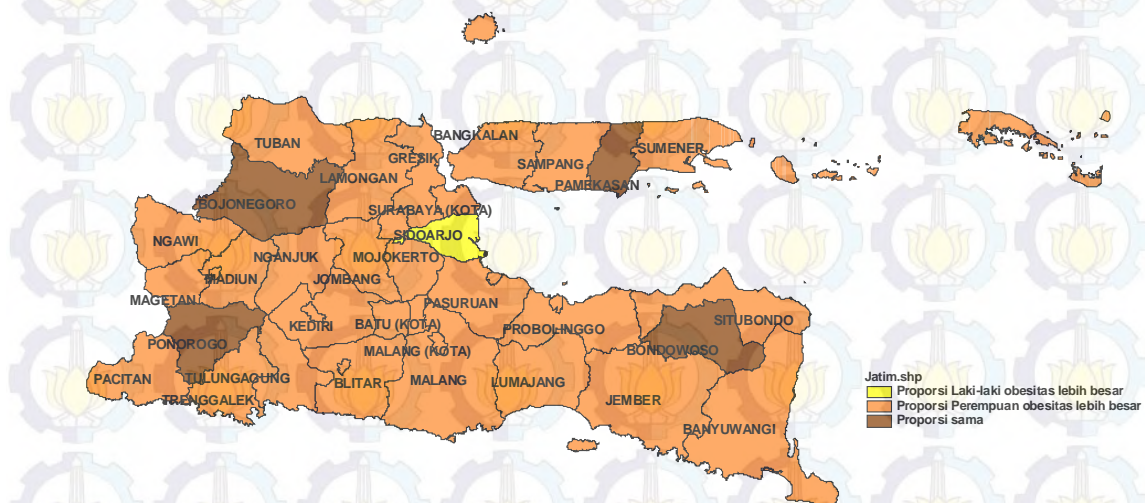 BANGKALAN
TUBAN
GRESIK
SUMENEP
SAMPANG
LAMONGAN
PAMEKASAN
BOJONEGORO
SURABAYA (KOTA)
SIDOARJO
NGAWI
NGANJUK
MOJOKERTO
MADIUN
JOMBANG
MAGETAN
PASURUAN
SITUBONDO
KEDIRI
BATU (KOTA)
PROBOLINGGO
PONOROGO
MALANG (KOTA)
BONDOWOSO
PACITAN
TULUNGAGUNG
BLITAR
MALANG
LUMAJANG
TRENGGALEK
JEMBER
BANYUWANGI
Jatim.shp
Proporsi Laki-laki obesitas lebih besar
Proporsi Perempuan obesitas lebih besar
Proporsi sama